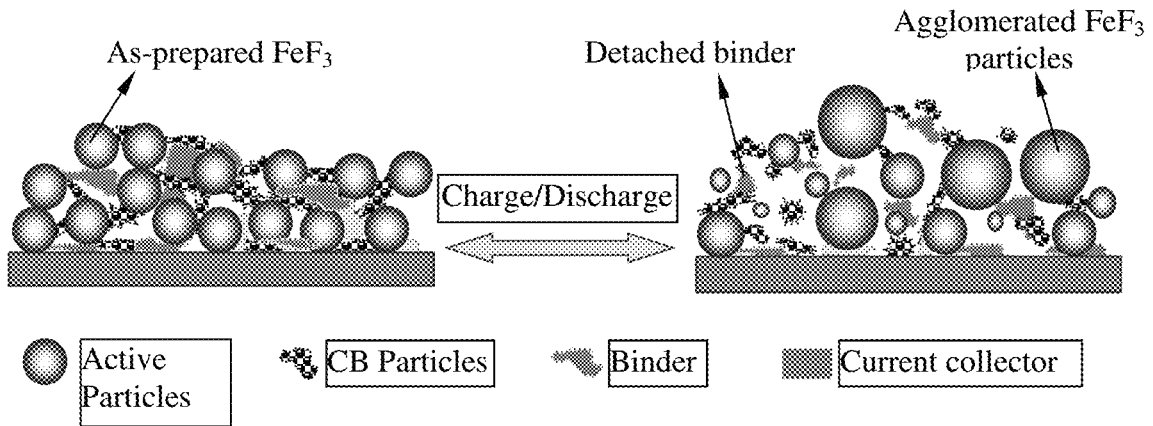 As-prepared FeF₃
Detached binder
Agglomerated FeF₃
particles
Charge/Discharge
Active
Particles
CB Particles
Binder
Current collector